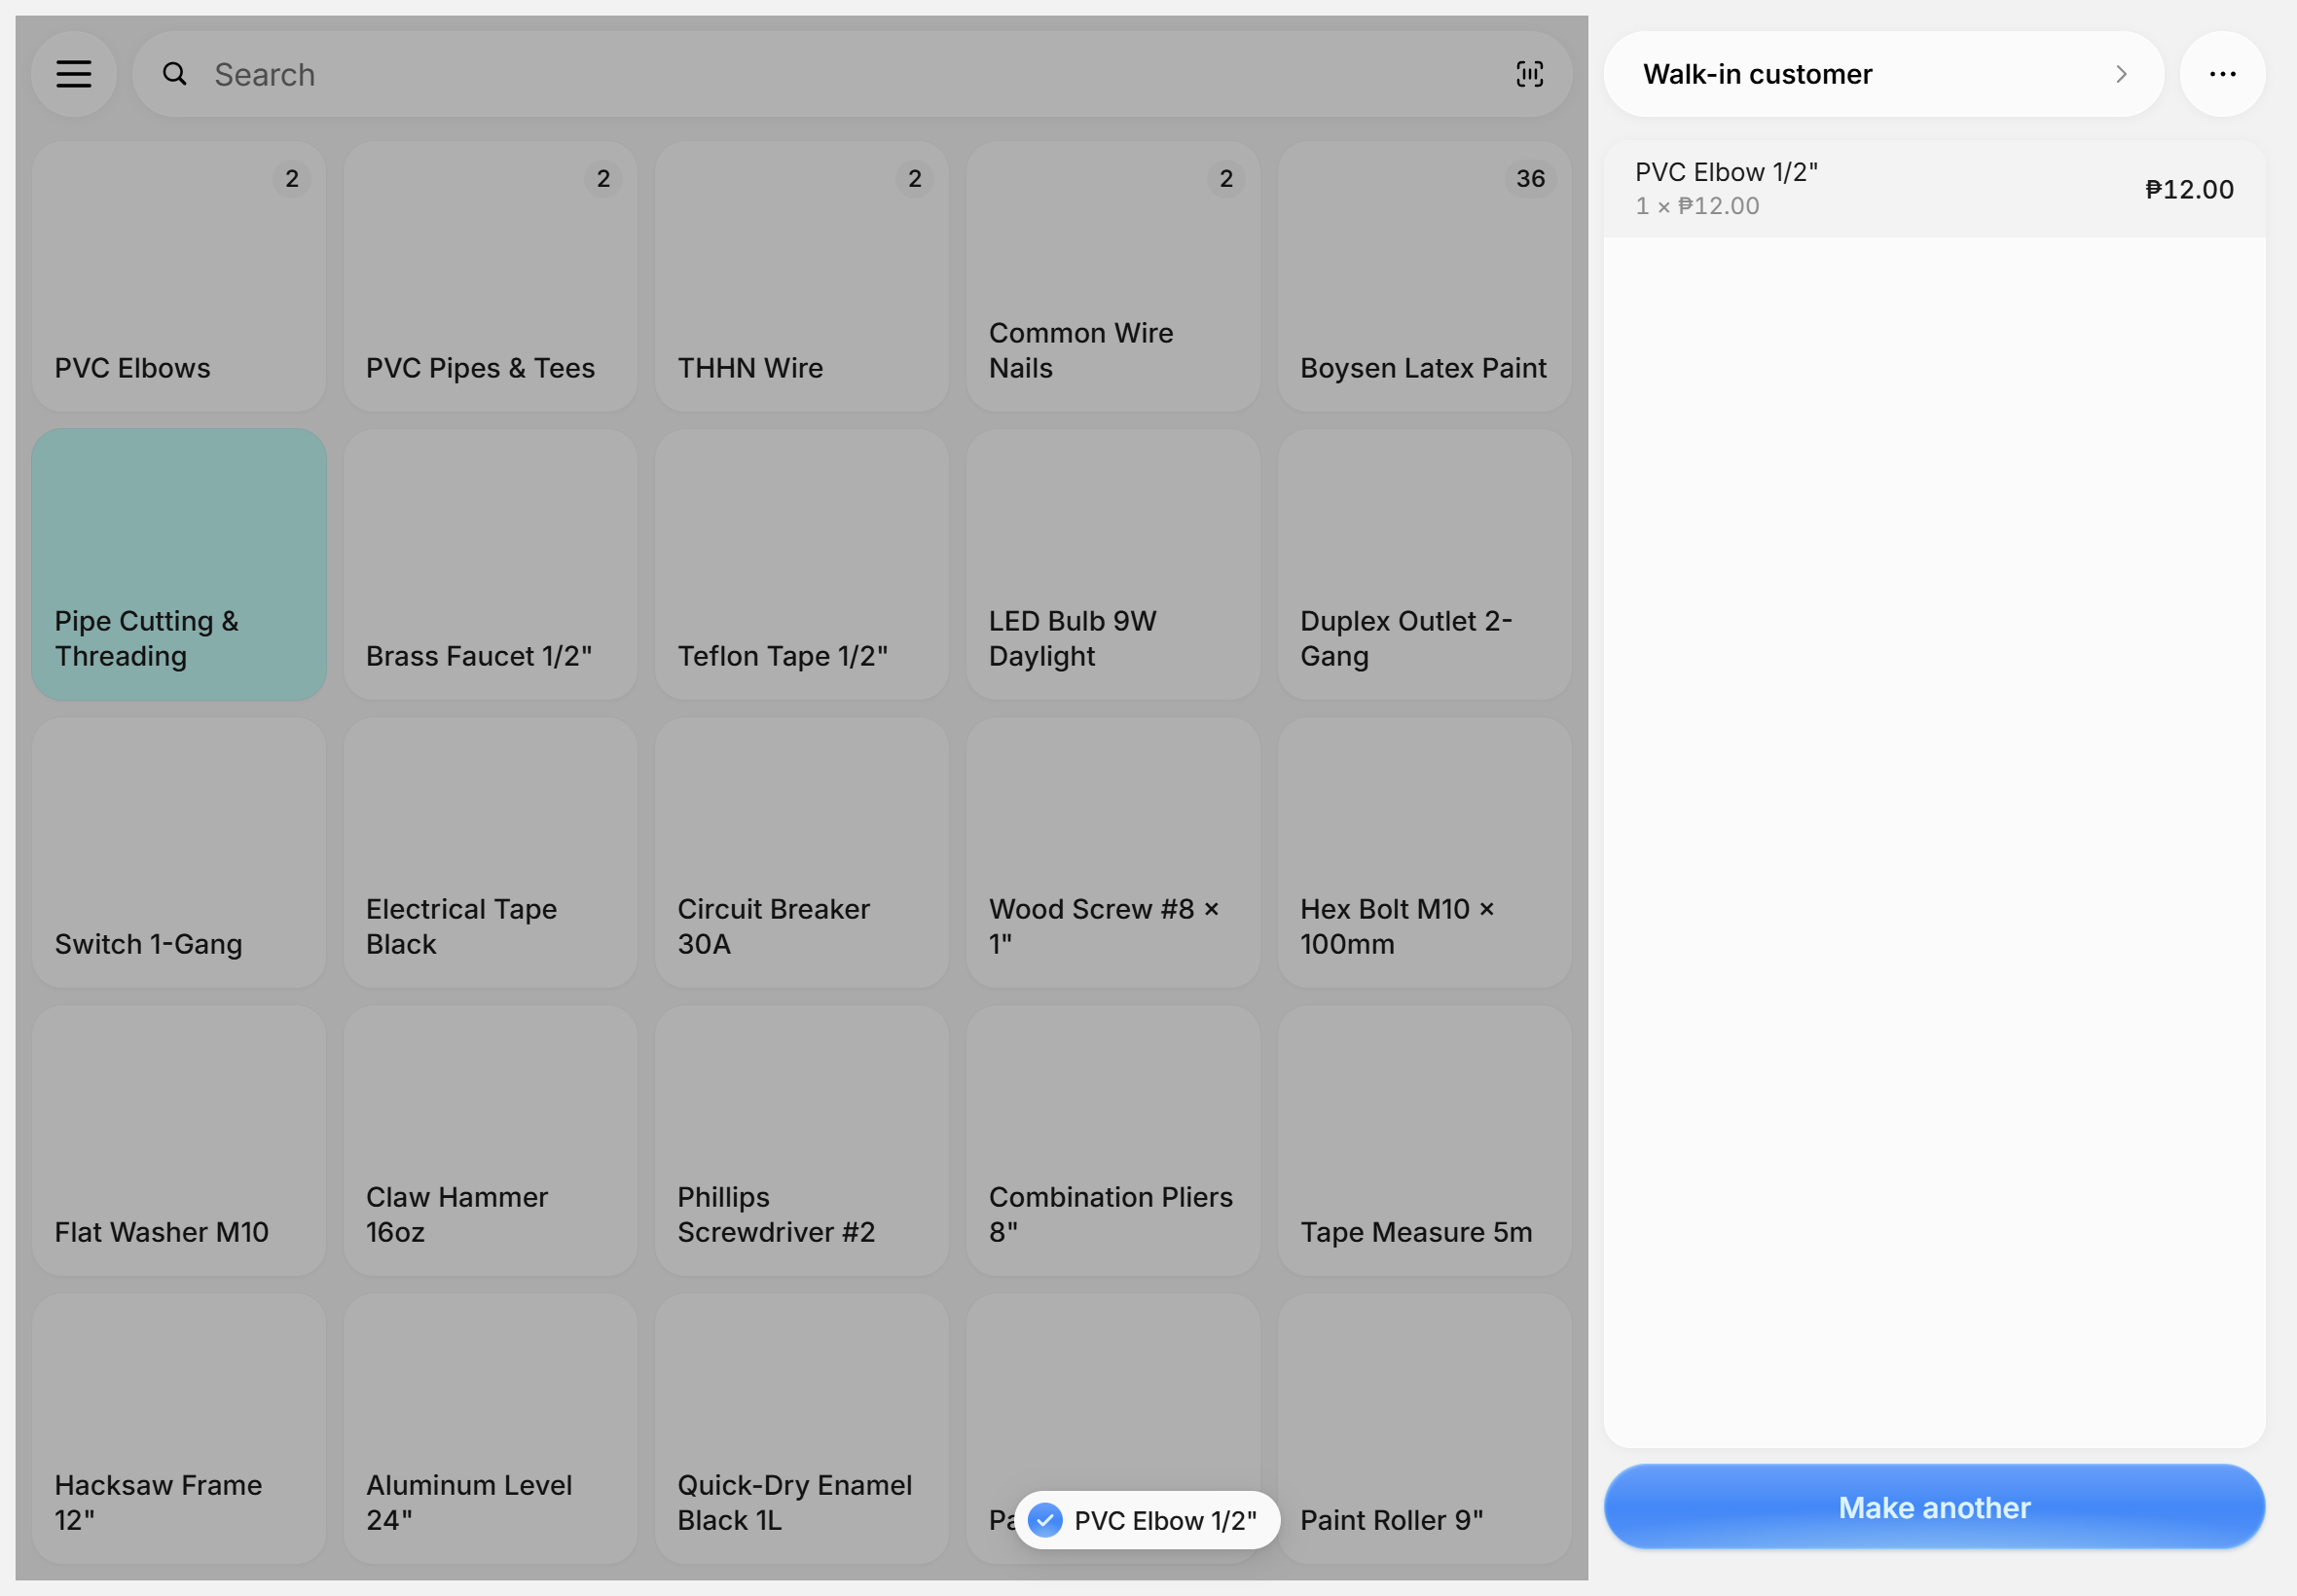 Search
Walk-in customer
2
2
2
2
36
PVC Elbows
PVC Pipes & Tees
THHN Wire
Common Wire
Nails
Boysen Latex Paint
PVC Elbow 1/2"
1 × ₱12.00
₱12.00
Pipe Cutting &
Threading
Brass Faucet 1/2"
Teflon Tape 1/2"
LED Bulb 9W
Daylight
Duplex Outlet 2-
Gang
Switch 1-Gang
Electrical Tape
Black
Circuit Breaker
30A
Wood Screw #8 ×
1"
Hex Bolt M10 ×
100mm
Flat Washer M10
Claw Hammer
16oz
Phillips
Screwdriver #2
Combination Pliers
8"
Tape Measure 5m
Hacksaw Frame
12"
Aluminum Level
24"
Quick-Dry Enamel
Black 1L
PVC Elbow 1/2"
Paint Roller 9"
Make another